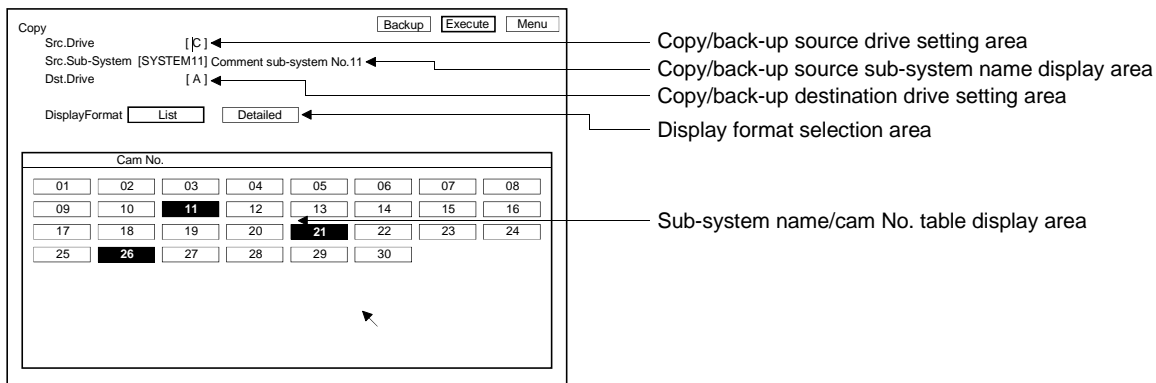 Copy
Backup Execute Menu
Src.Drive [ C ]
Src.Sub-System [SYSTEM11] Comment sub-system No.11
Dst.Drive [ A ]
DisplayFormat List Detailed
Cam No.
01 02 03 04 05 06 07 08
09 10 11 12 13 14 15 16
17 18 19 20 21 22 23 24
25 26 27 28 29 30
Copy/back-up source drive setting area
Copy/back-up source sub-system name display area
Copy/back-up destination drive setting area
Display format selection area
Sub-system name/cam No. table display area